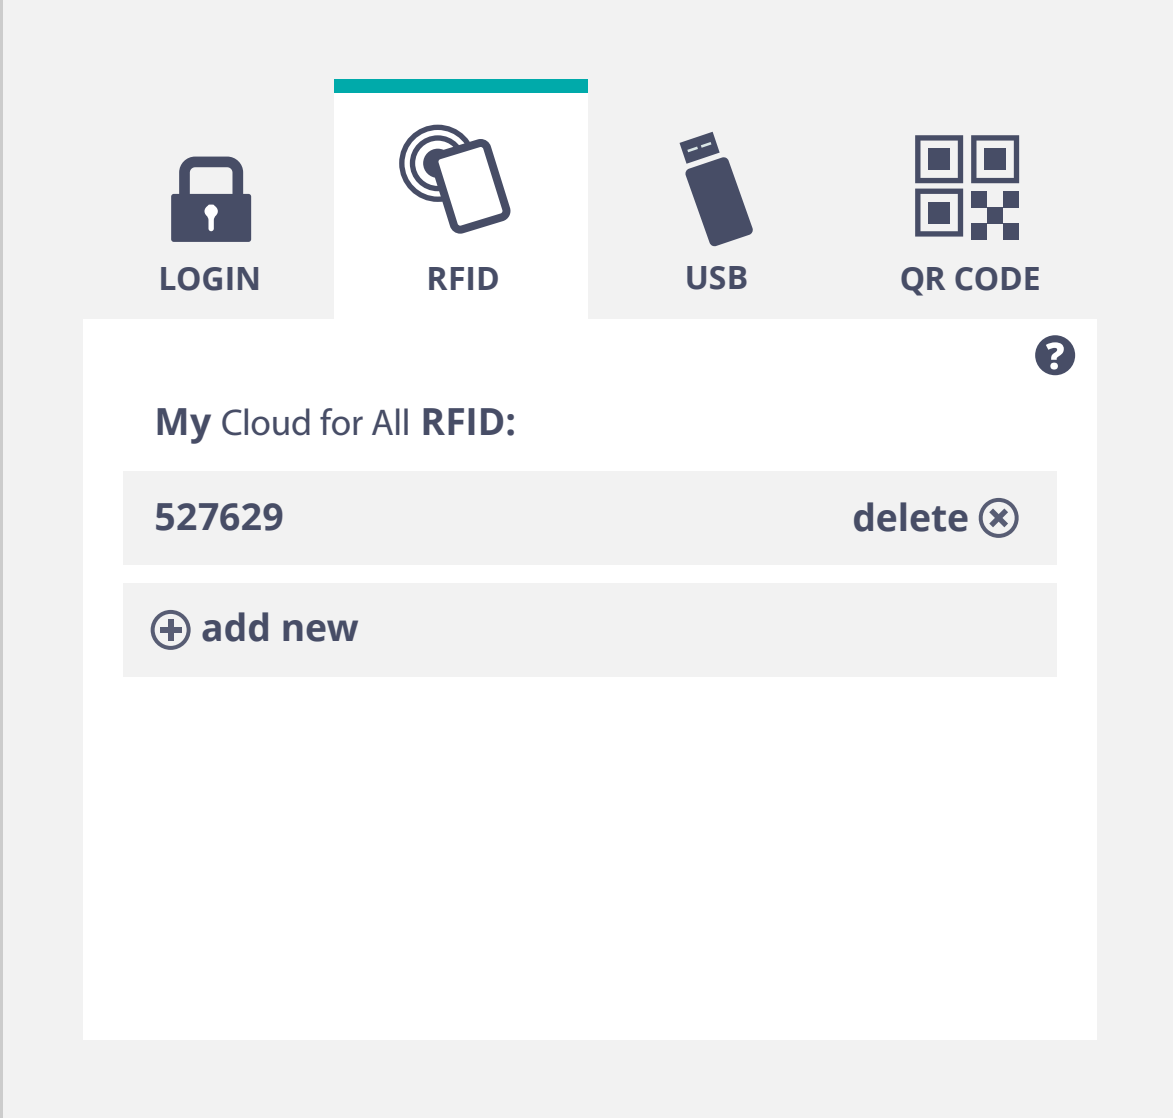 LOGIN
RFID
USB
QR CODE
?
My Cloud for All RFID:
527629
delete
add new